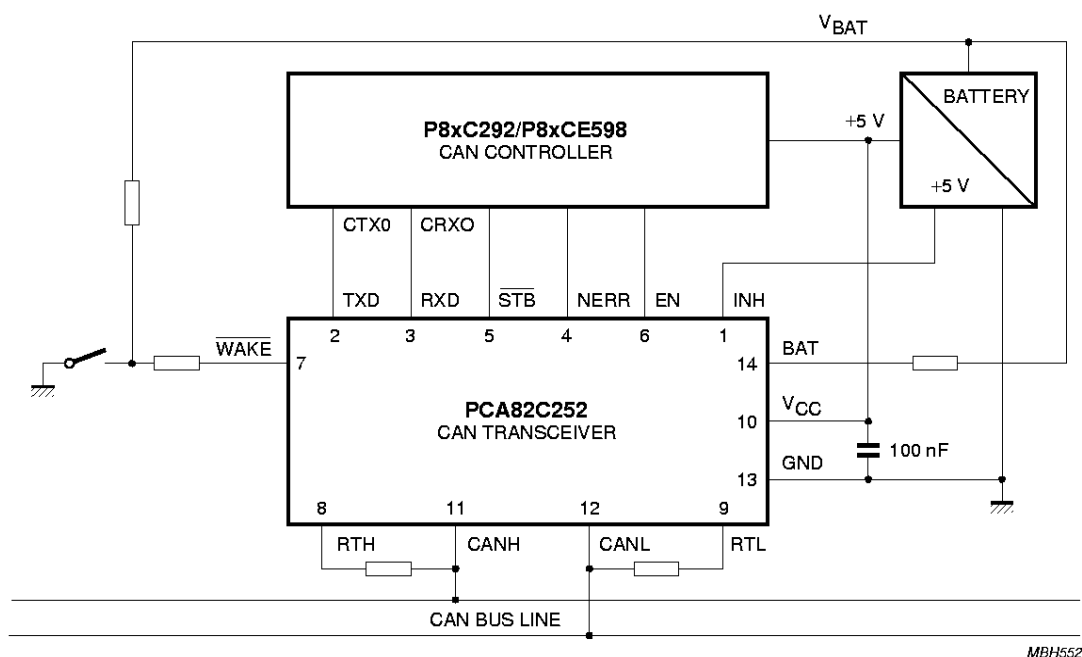 VBAT
P8xC292/P8xCE598
CAN CONTROLLER
BATTERY
+5 V
+5 V
CTX0 CRXO
TXD RXD STB NERR EN INH
2 3 5 4 6 1
WAKE
7
14
BAT
PCA82C252
CAN TRANSCEIVER
10
VCC
100 nF
13
GND
8 11 12 9
RTH CANH CANL RTL
CAN BUS LINE
MBH552